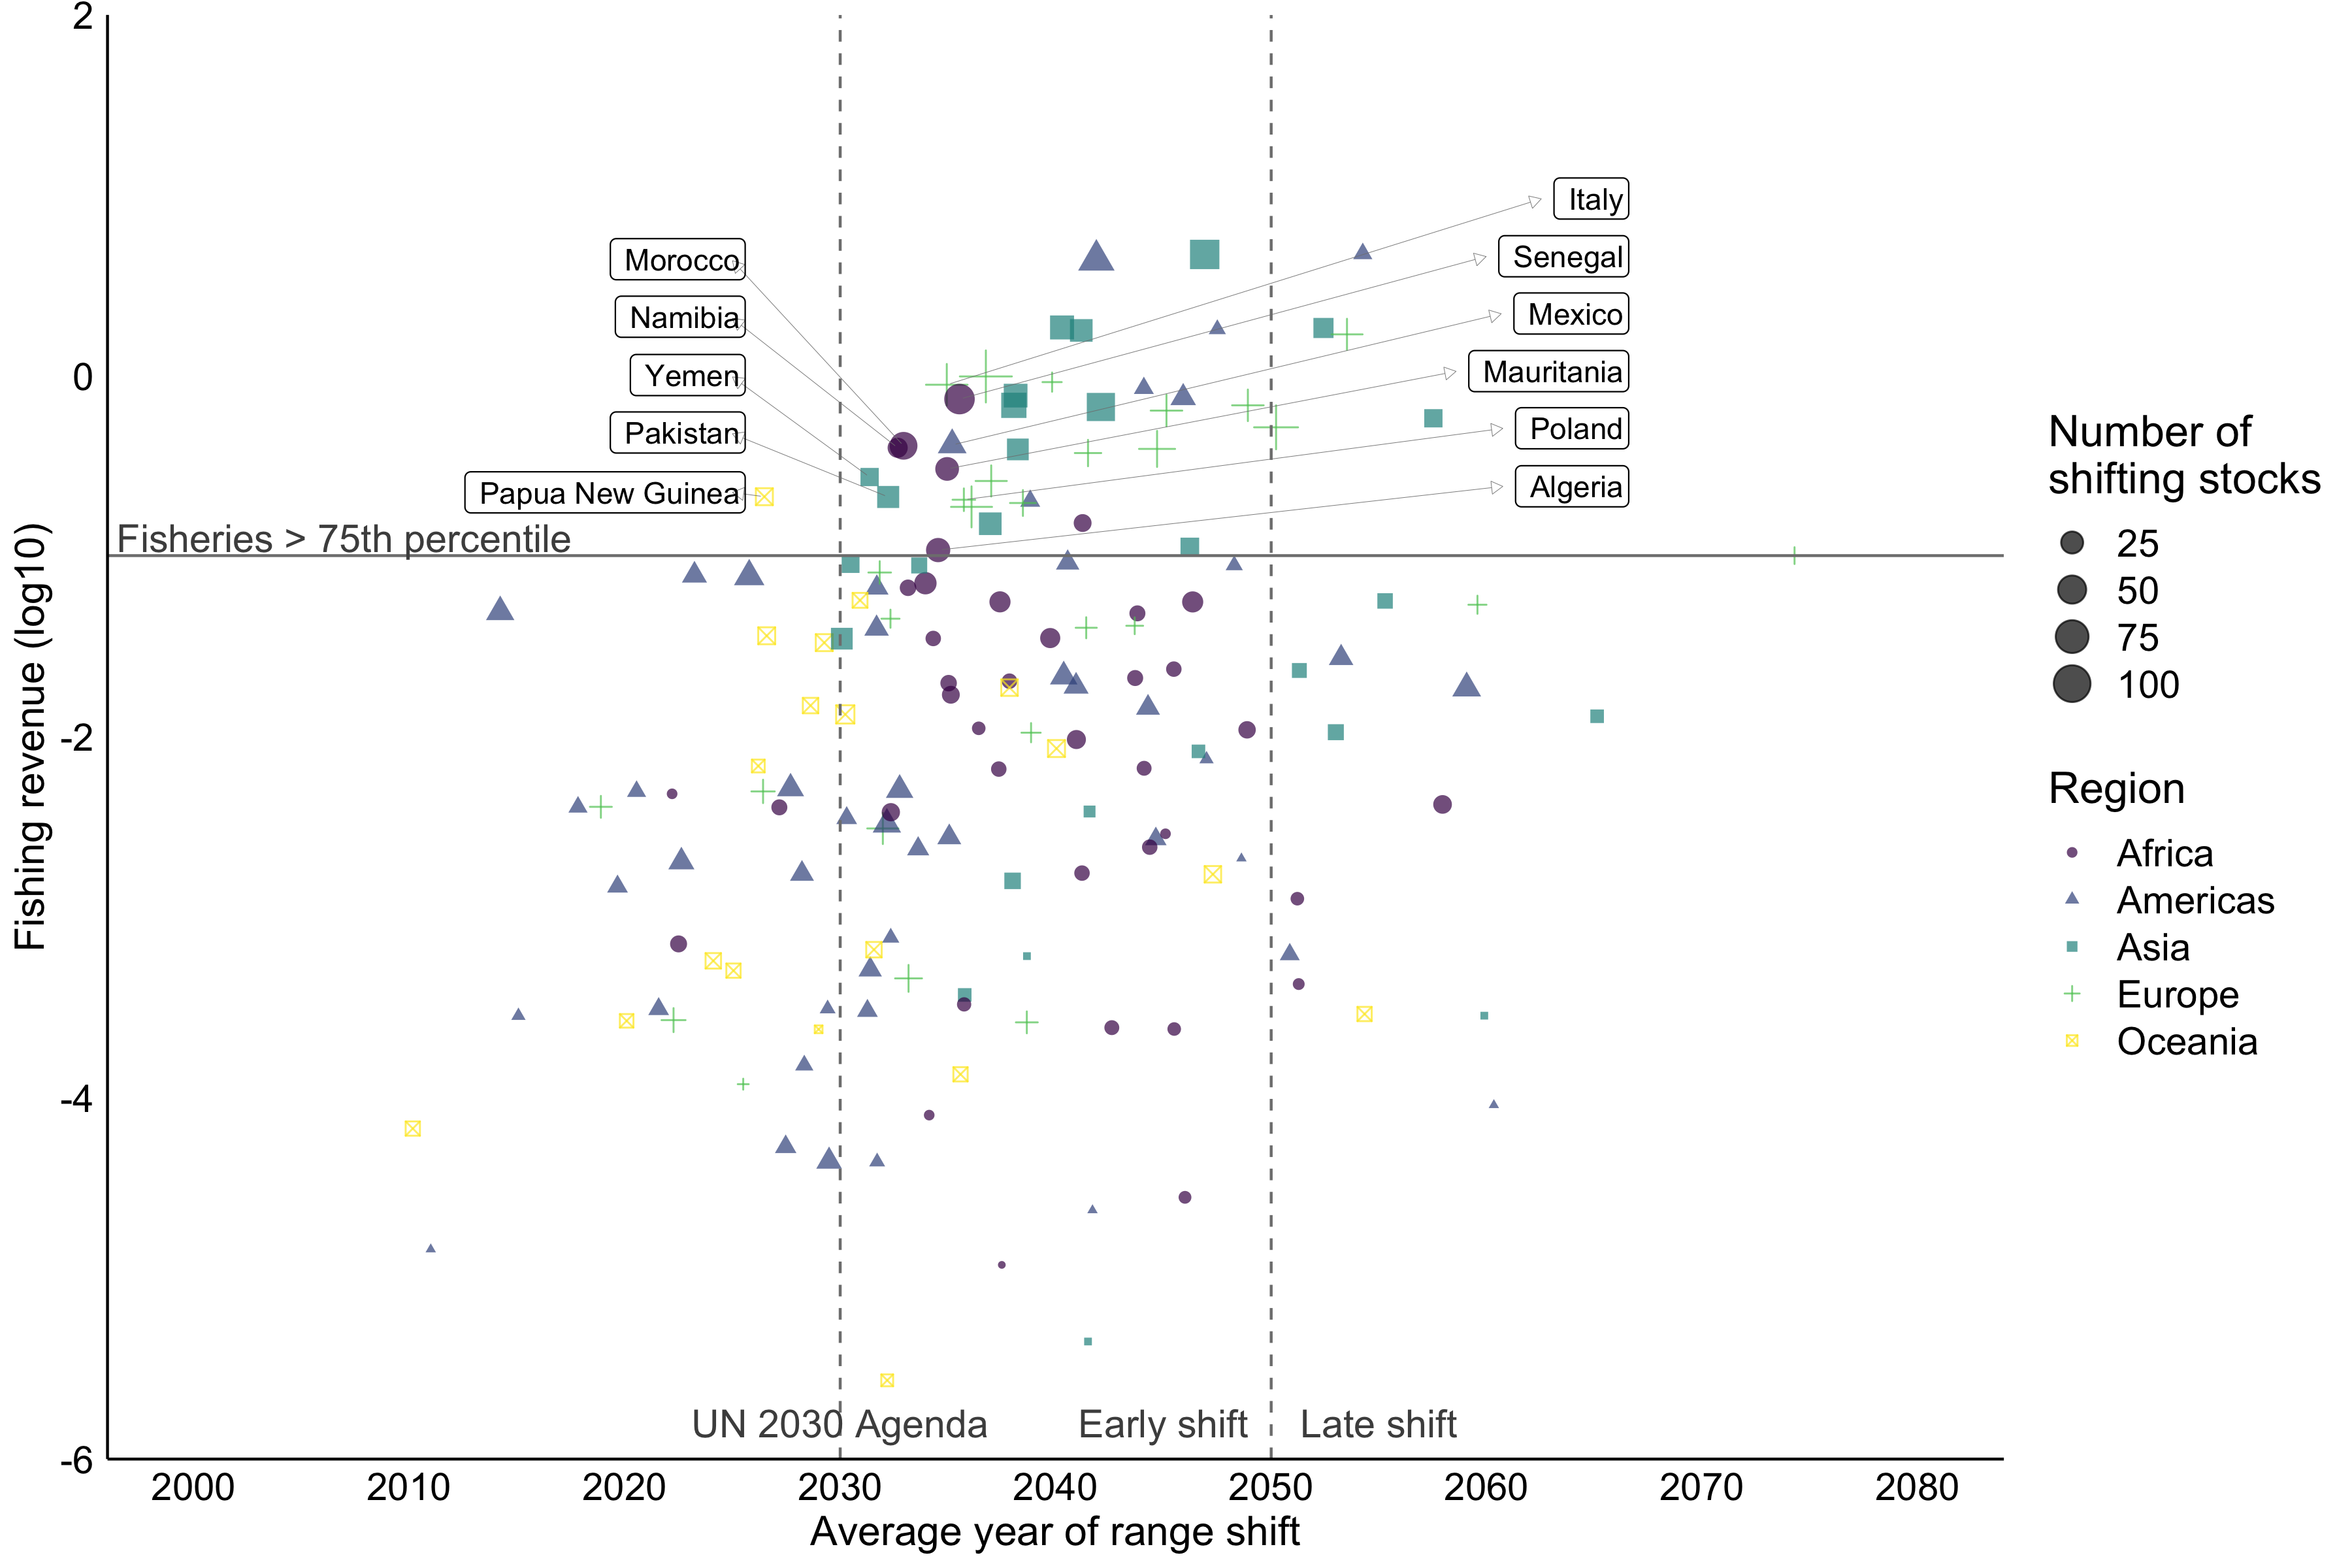 2
0
-2
-4
-6
Fishing revenue (log10)
Morocco
Namibia
Yemen
Pakistan
Papua New Guinea
Fisheries > 75th percentile
Italy
Senegal
Mexico
Mauritania
Poland
Algeria
UN 2030 Agenda
Early shift
Late shift
2000
2010
2020
2030
2040
2050
2060
2070
2080
Average year of range shift
Number of
shifting stocks
25
50
75
100
Region
Africa
Americas
Asia
Europe
Oceania